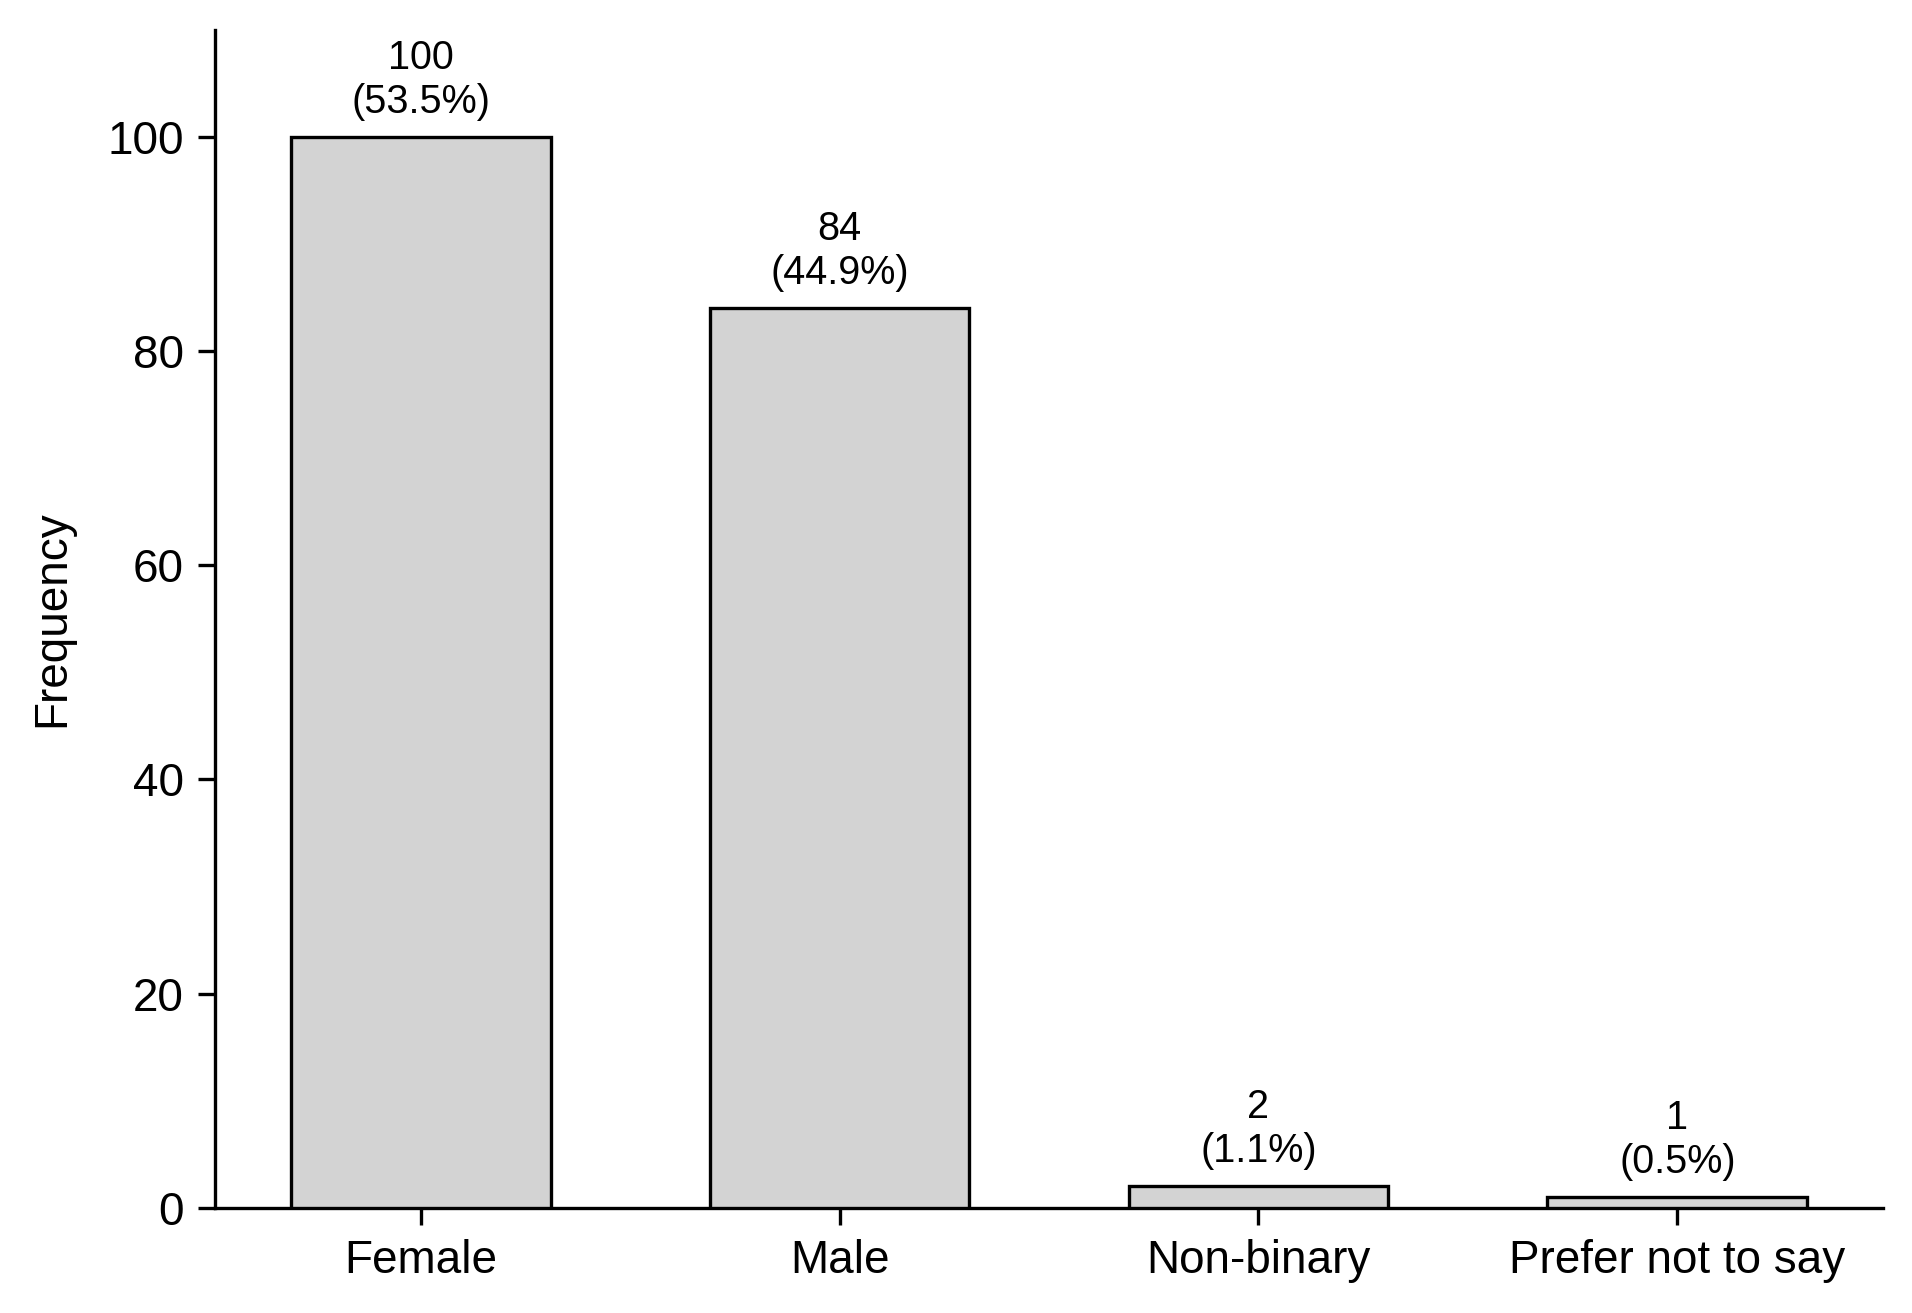 100
(53.5%)
84
(44.9%)
2
(1.1%)
1
(0.5%)
100
80
60
40
20
0
Frequency
Female
Male
Non-binary
Prefer not to say